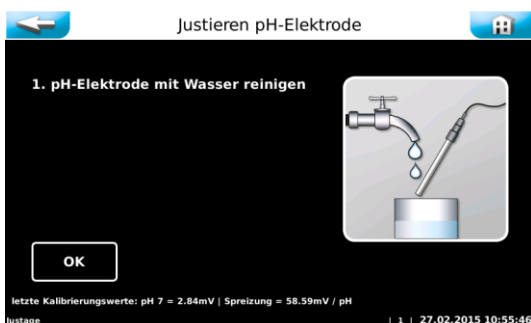 Justieren pH-Elektrode
1. pH-Elektrode mit Wasser reinigen
OK
letzte Kalibrierungswerte: pH 7 = 2.84mV | Spreizung = 58.59mV / pH
Justage | 1 | 27.02.2015 10:55:46